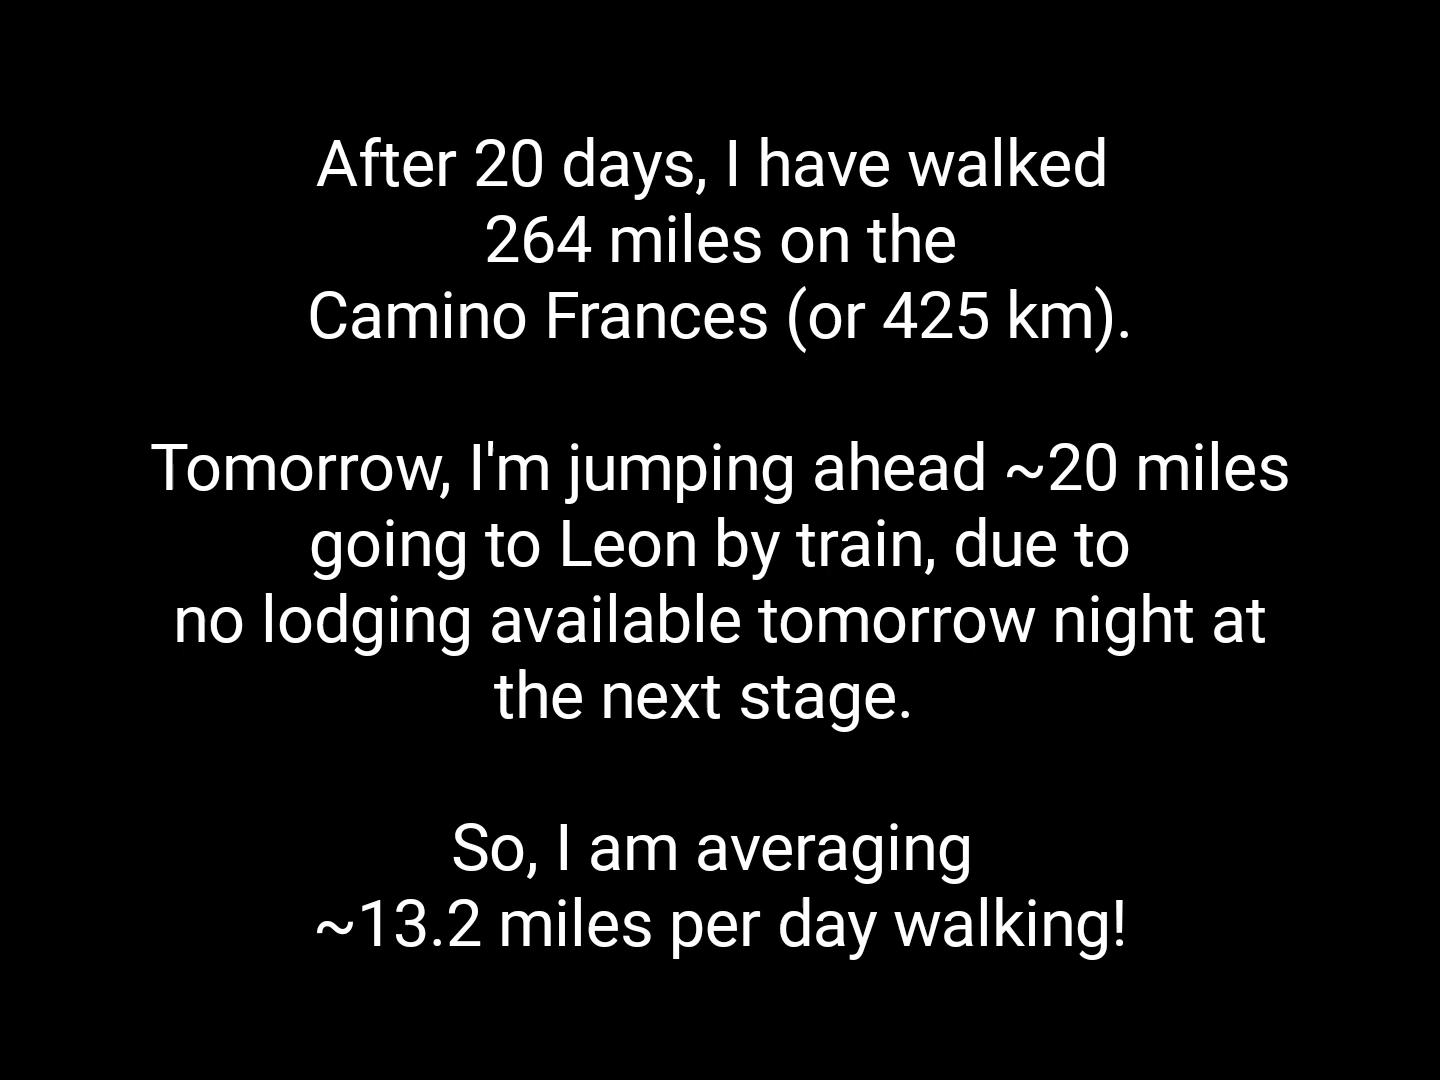 After 20 days, I have walked
264 miles on the
Camino Frances (or 425 km).
Tomorrow, I'm jumping ahead ~20 miles
going to Leon by train, due to
no lodging available tomorrow night at
the next stage.
So, I am averaging
~13.2 miles per day walking!